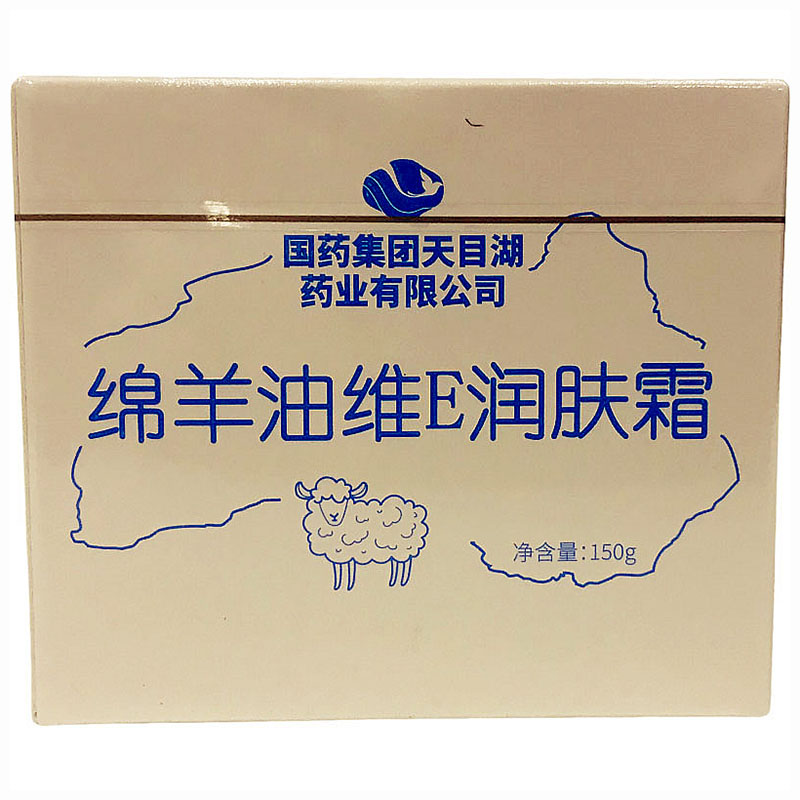 国药集团天目湖
药业有限公司
绵羊油维E润肤霜
净含量:150g